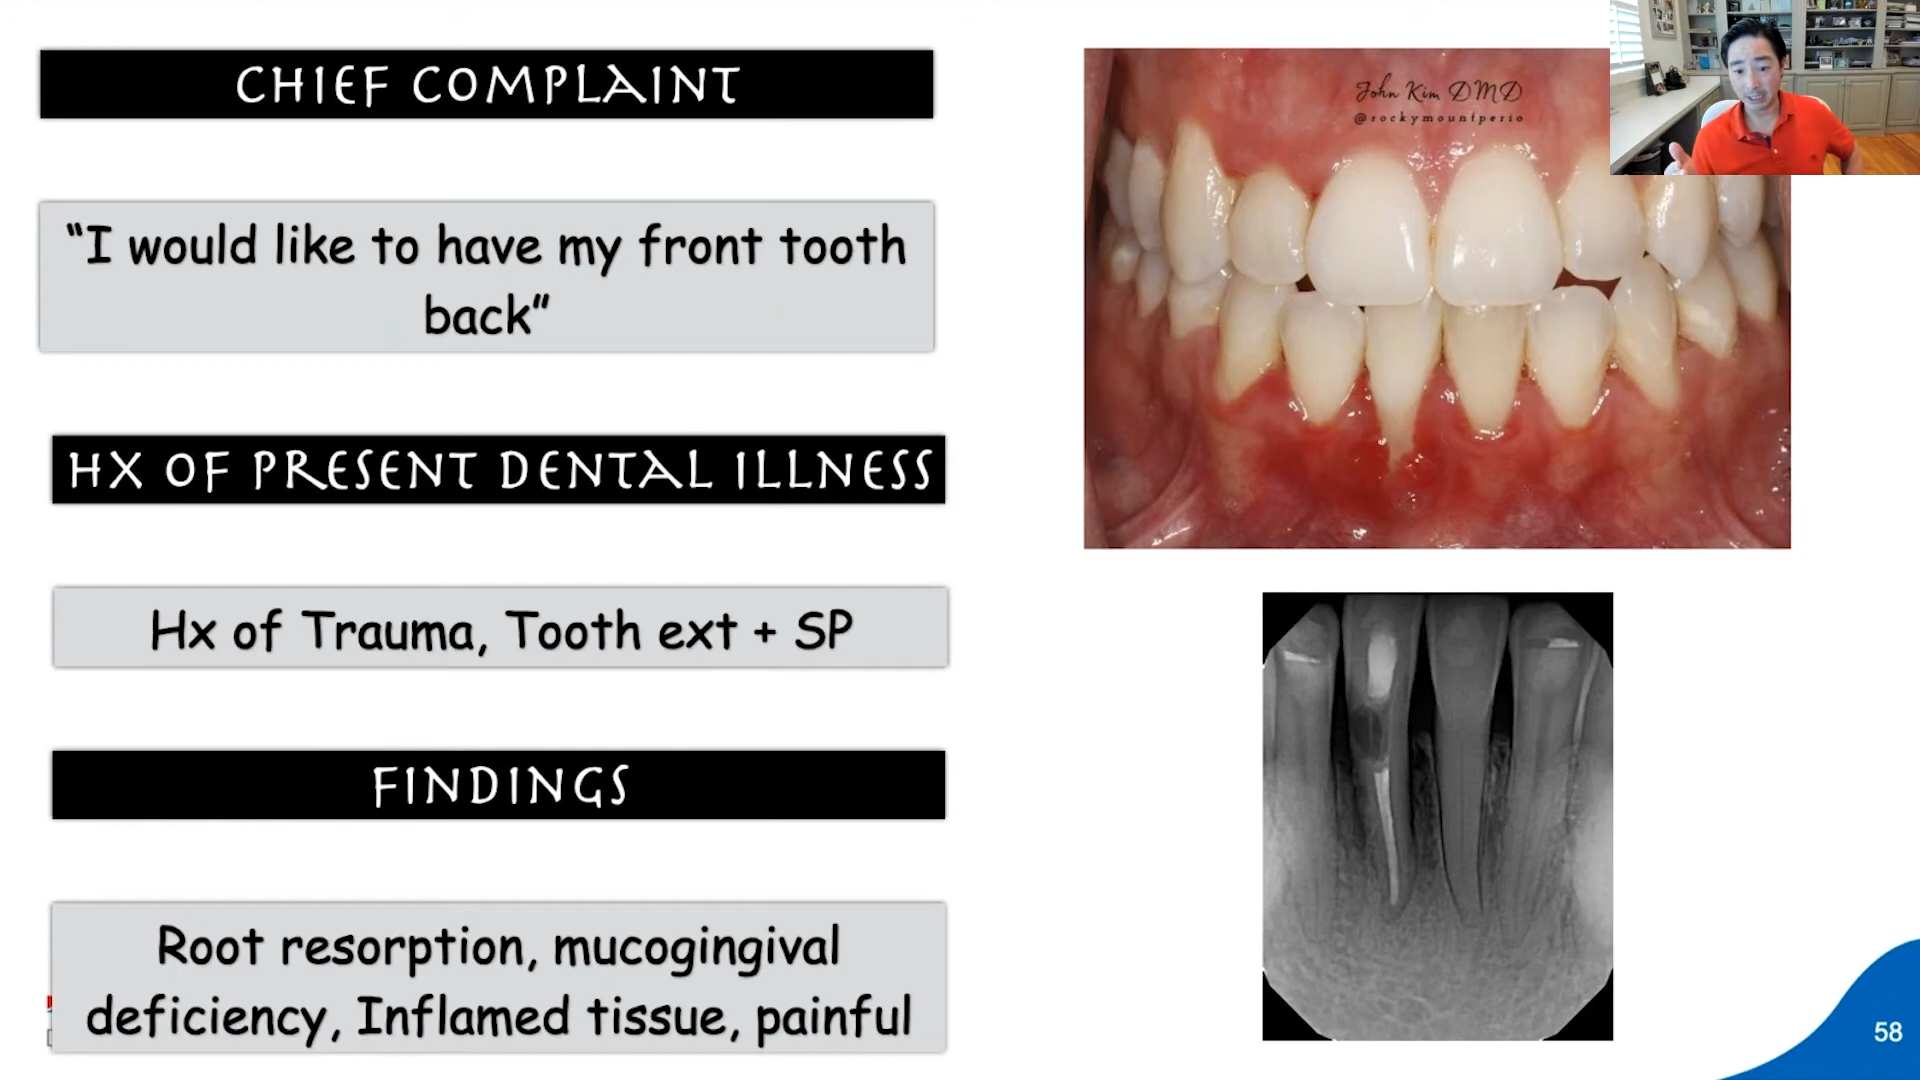 CHIEF COMPLAINT
“I would like to have my front tooth
back”
HX OF PRESENT DENTAL ILLNESS
Hx of Trauma, Tooth ext + SP
FINDINGS
Root resorption, mucogingival
deficiency, Inflamed tissue, painful
John Kim DMD
@rockymountperio
58